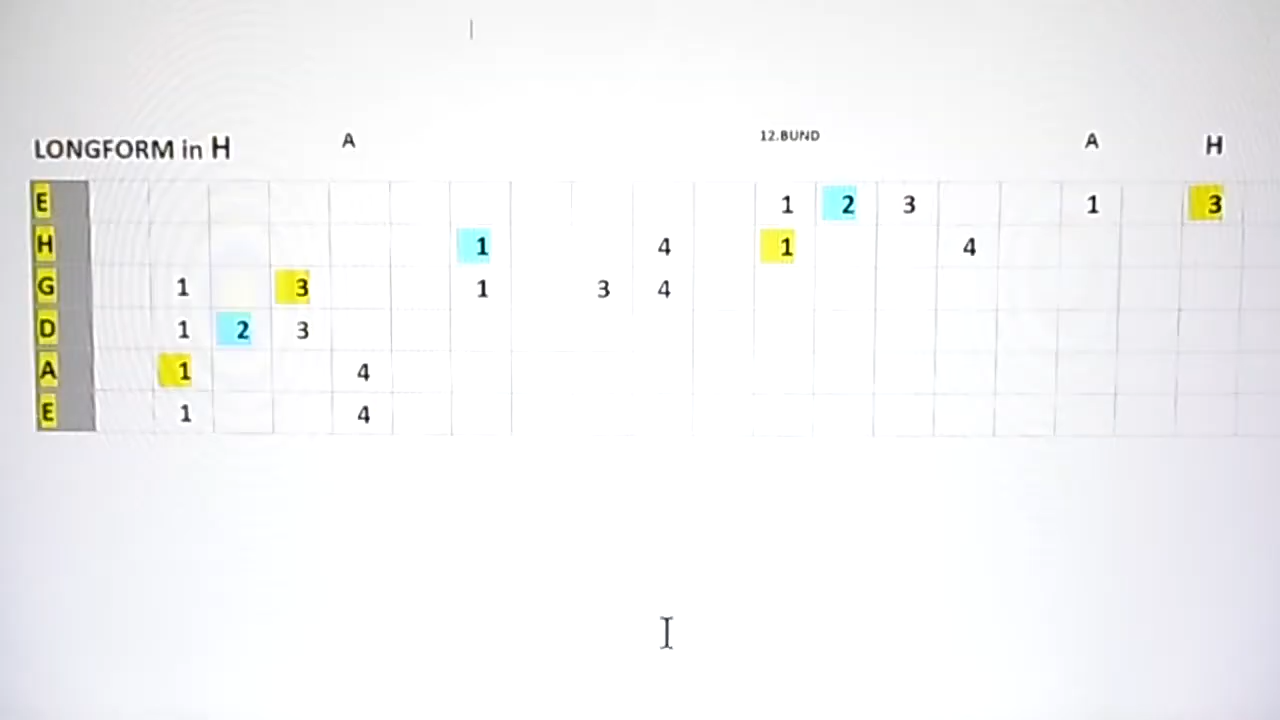 LONGFORM in H A 12.BUND A H
E 1 2 3 1 3
H 1 4 1 4
G 1 3 1 3 4
D 1 2 3
A 1 4
E 1 4